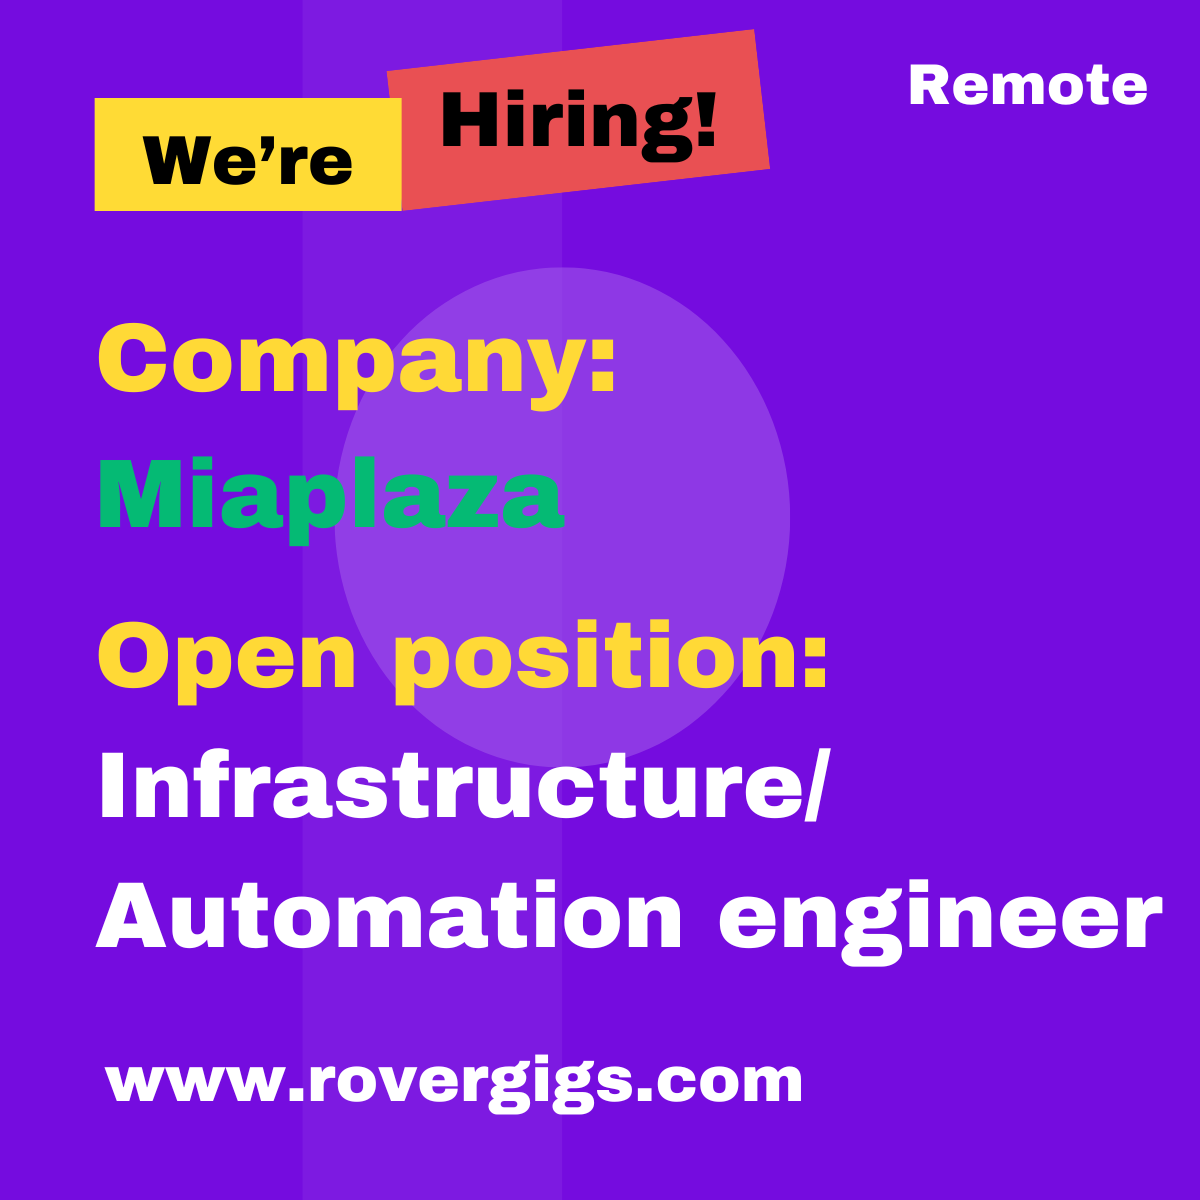 We’re
Hiring!
Remote
Company:
Miaplaza
Open position:
Infrastructure/
Automation engineer
www.rovergigs.com